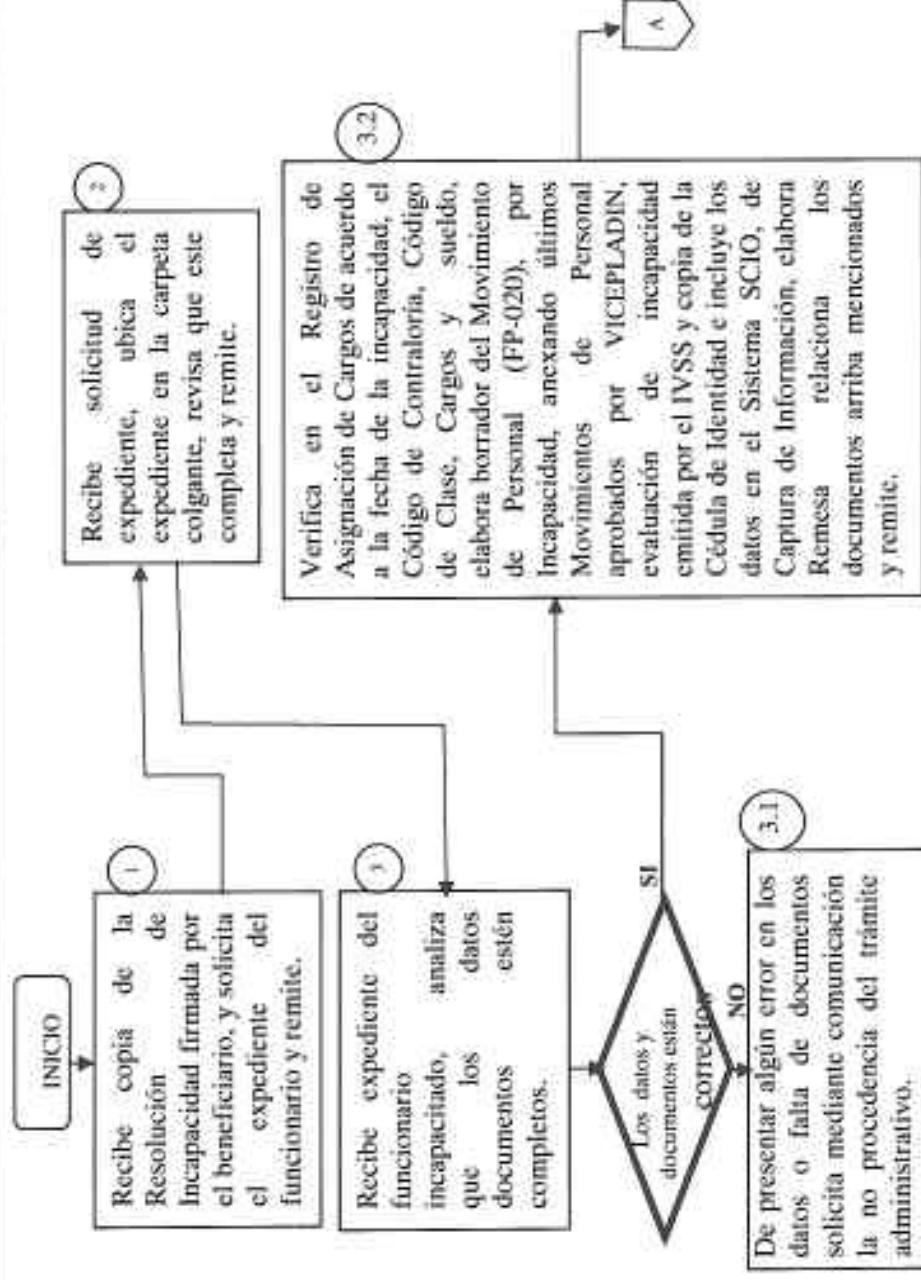 INICIO
1
Recibe copia de la
Resolución de
Incapacidad firmada por
el beneficiario, y solicita
el expediente del
funcionario y remite.
2
Recibe solicitud de
expediente, ubica el
expediente en la carpeta
colgante, revisa que este
completa y remite.
3
Recibe expediente del
funcionario
incapacitado, analiza
que los datos
documentos estén
completos.
Los datos y
documentos están
correctos
SI
NO
3.1
De presentar algún error en los
datos o falta de documentos
solicita mediante comunicación
la no procedencia del trámite
administrativo.
3.2
Verifica en el Registro de
Asignación de Cargos de acuerdo
a la fecha de la incapacidad, el
Código de Contraloría, Código
de Clase, Cargos y sueldo,
elabora borrador del Movimiento
de Personal (FP-020), por
Incapacidad, anexando últimos
Movimientos de Personal
aprobados por VICEPLADIN,
evaluación de incapacidad
emitida por el IVSS y copia de la
Cédula de Identidad e incluye los
datos en el Sistema SCIO, de
Captura de Información, elabora
Remesa relaciona los
documentos arriba mencionados
y remite.
A